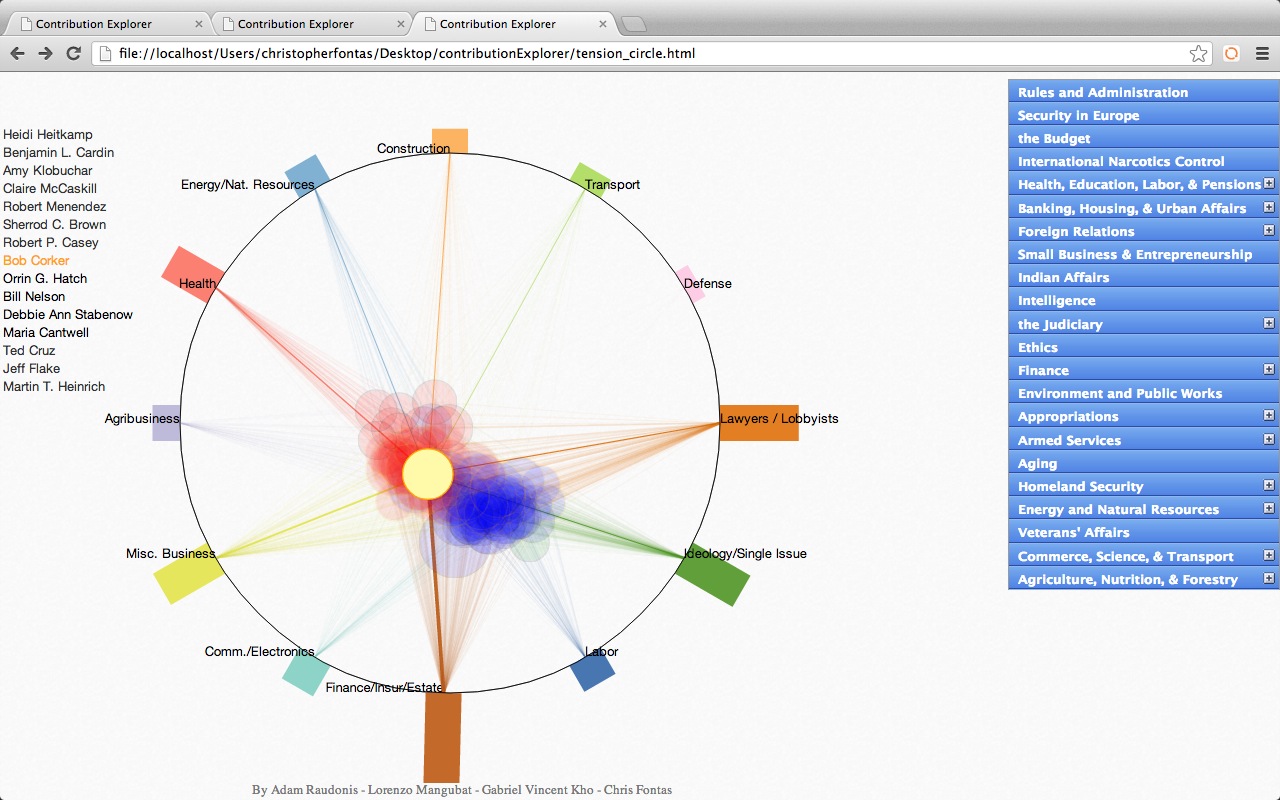 Contribution Explorer
Contribution Explorer
Contribution Explorer
file://localhost/Users/christopherfontas/Desktop/contributionExplorer/tension_circle.html
Heidi Heitkamp
Benjamin L. Cardin
Amy Klobuchar
Claire McCaskill
Robert Menendez
Sherrod C. Brown
Robert P. Casey
Bob Corker
Orrin G. Hatch
Bill Nelson
Debbie Ann Stabenow
Maria Cantwell
Ted Cruz
Jeff Flake
Martin T. Heinrich
Construction
Energy/Nat. Resources
Transport
Health
Defense
Agribusiness
Lawyers / Lobbyists
Misc. Business
Ideology/Single Issue
Comm./Electronics
Labor
Finance/Insur/Estate
By Adam Raudonis - Lorenzo Mangubat - Gabriel Vincent Kho - Chris Fontas
Rules and Administration
Security in Europe
the Budget
International Narcotics Control
Health, Education, Labor, & Pensions
Banking, Housing, & Urban Affairs
Foreign Relations
Small Business & Entrepreneurship
Indian Affairs
Intelligence
the Judiciary
Ethics
Finance
Environment and Public Works
Appropriations
Armed Services
Aging
Homeland Security
Energy and Natural Resources
Veterans' Affairs
Commerce, Science, & Transport
Agriculture, Nutrition, & Forestry